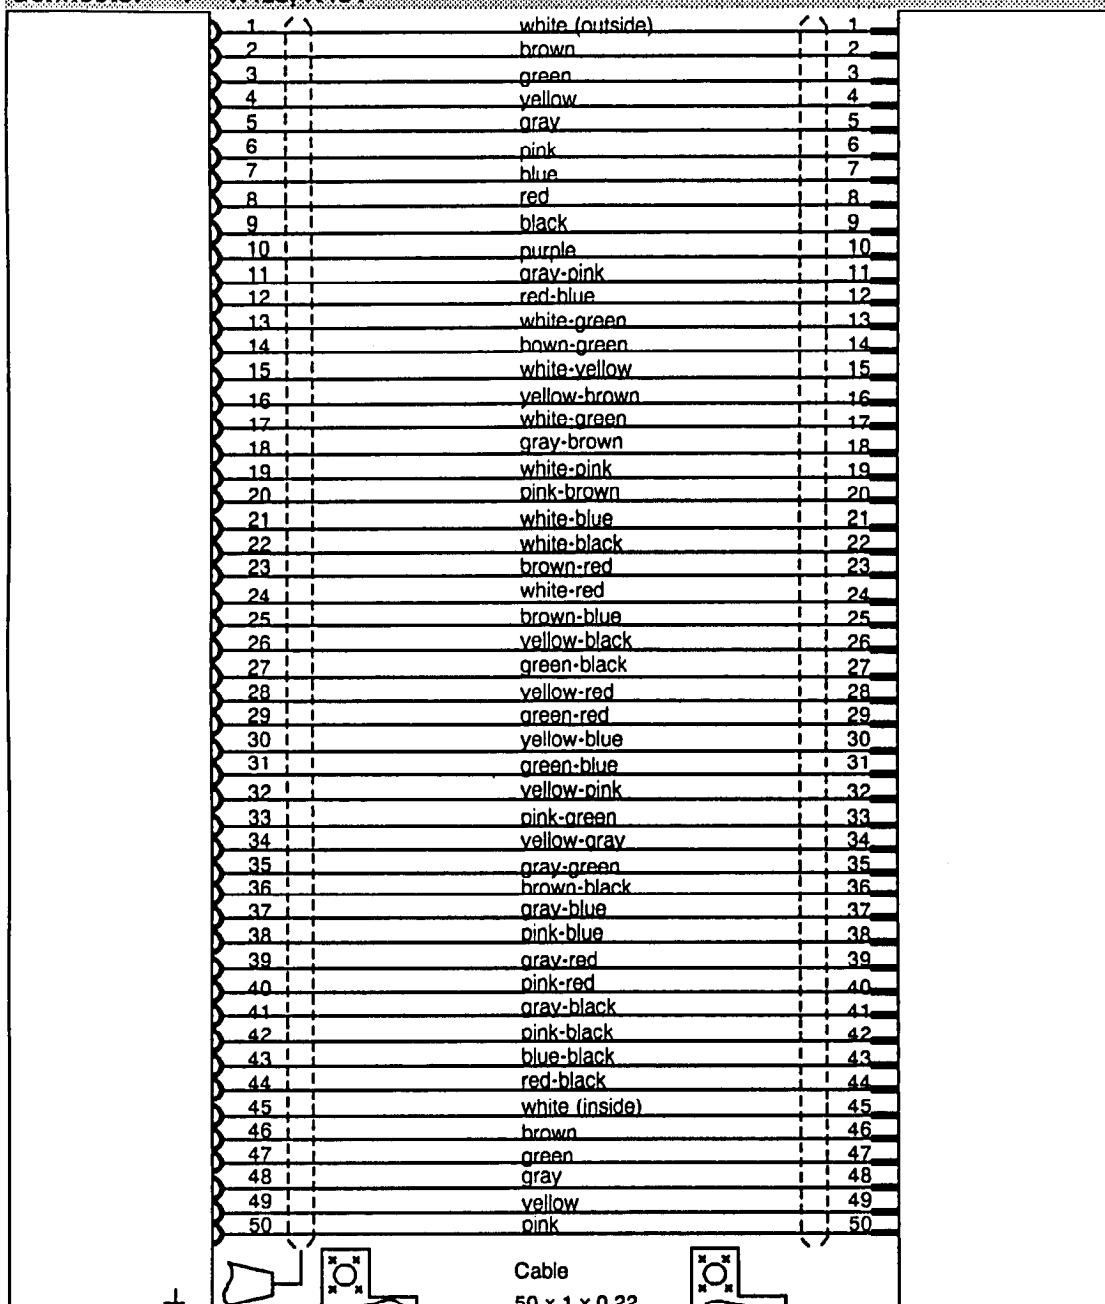 1 white (outside) 1
2 brown 2
3 green 3
4 yellow 4
5 gray 5
6 pink 6
7 blue 7
8 red 8
9 black 9
10 purple 10
11 gray-pink 11
12 red-blue 12
13 white-green 13
14 bown-green 14
15 white-yellow 15
16 yellow-brown 16
17 white-green 17
18 gray-brown 18
19 white-pink 19
20 pink-brown 20
21 white-blue 21
22 white-black 22
23 brown-red 23
24 white-red 24
25 brown-blue 25
26 yellow-black 26
27 green-black 27
28 yellow-red 28
29 green-red 29
30 yellow-blue 30
31 green-blue 31
32 yellow-pink 32
33 pink-green 33
34 yellow-gray 34
35 gray-green 35
36 brown-black 36
37 gray-blue 37
38 pink-blue 38
39 gray-red 39
40 pink-red 40
41 gray-black 41
42 pink-black 42
43 blue-black 43
44 red-black 44
45 white (inside) 45
46 brown 46
47 green 47
48 gray 48
49 yellow 49
50 pink 50
Cable
50 x 1 x 0.22